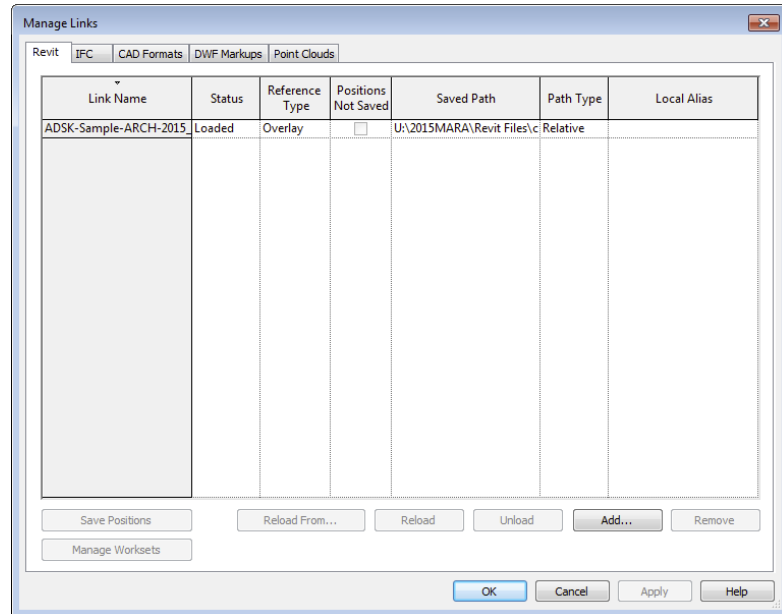 Manage Links
Revit IFC CAD Formats DWF Markups Point Clouds
Link Name Status Reference Type Positions Not Saved Saved Path Path Type Local Alias
ADSK-Sample-ARCH-2015_ Loaded Overlay U:\2015MARA\Revit Files\c Relative
Save Positions Reload From... Reload Unload Add... Remove
Manage Worksets
OK Cancel Apply Help